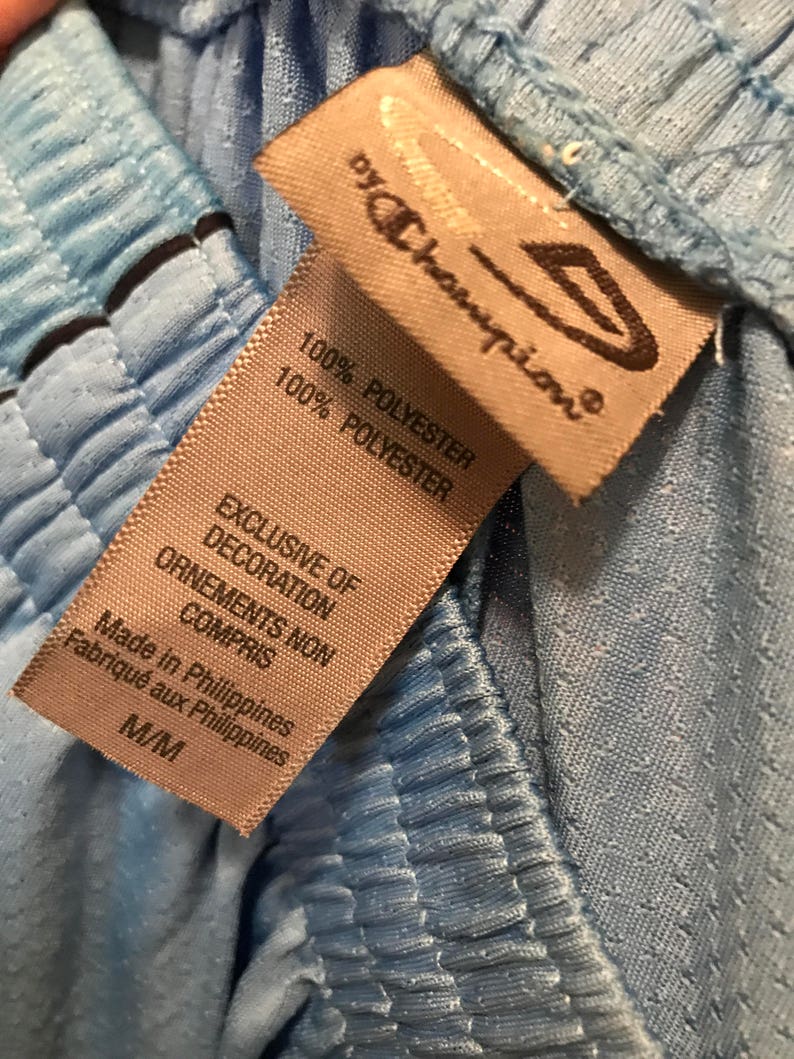 BY
Champion®
100% POLYESTER
100% POLYESTER
EXCLUSIVE OF
DECORATION
ORNEMENTS NON
COMPRIS
Made in Philippines
Fabriqué aux Philippines
M/M